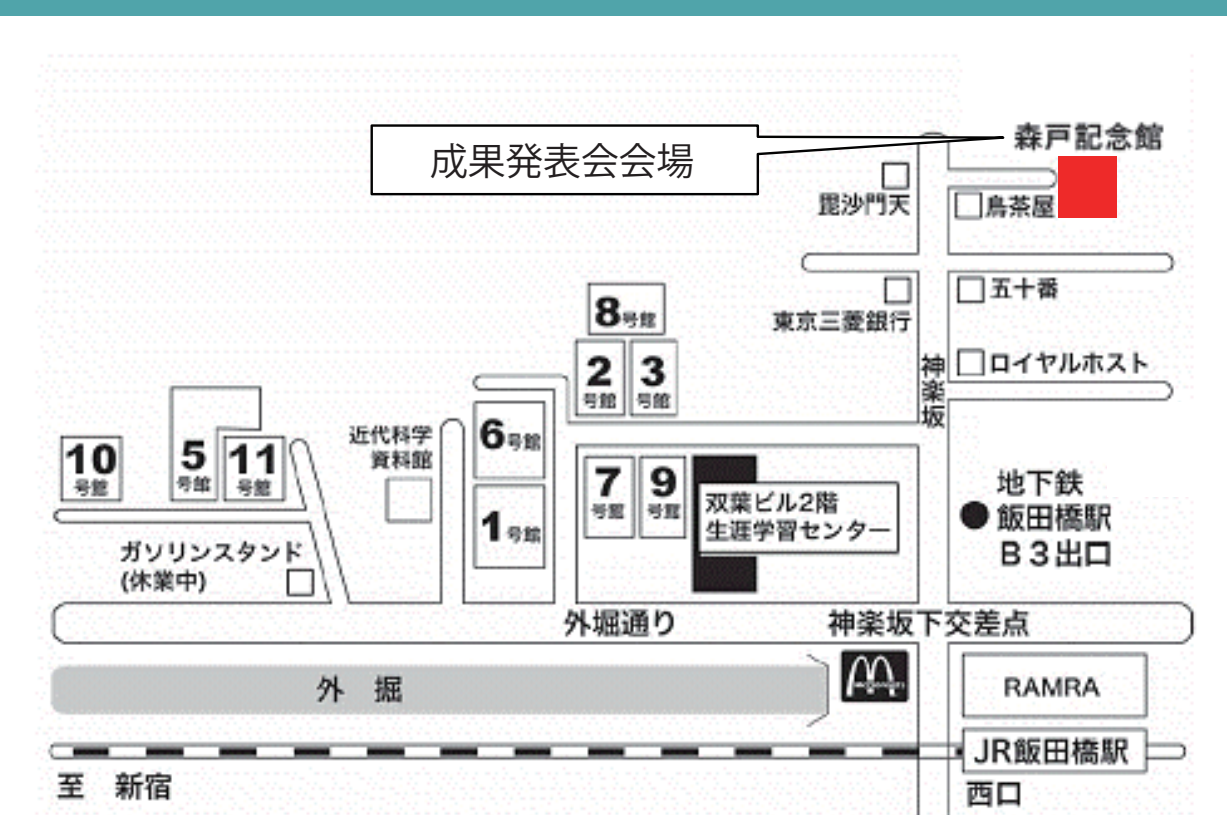 森戸記念館
成果発表会会場
毘沙門天
鳥茶屋
五十番
東京三菱銀行
8号館
2号館
3号館
ロイヤルホスト
神楽坂
近代科学
資料館
6号館
10号館
5号館
11号館
7号館
9号館
双葉ビル2階
生涯学習センター
地下鉄
飯田橋駅
B3出口
1号館
ガソリンスタンド
(休業中)
外堀通り
神楽坂下交差点
外 掘
McDonald's
RAMRA
JR飯田橋駅
至 新宿
西口